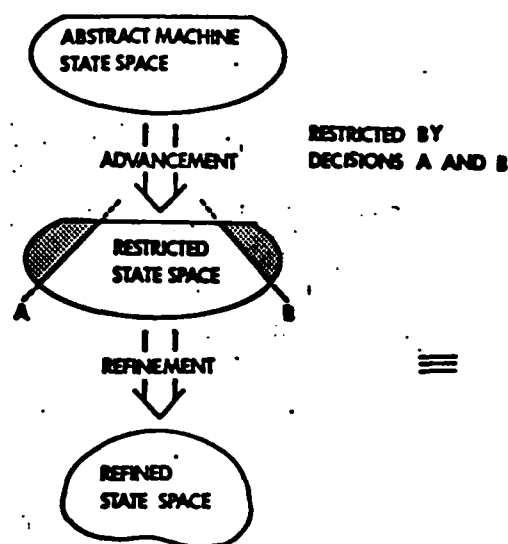 ABSTRACT MACHINE
STATE SPACE
ADVANCEMENT
RESTRICTED BY
DECISIONS A AND B
RESTRICTED
STATE SPACE
A
B
REFINEMENT
REFINED
STATE SPACE